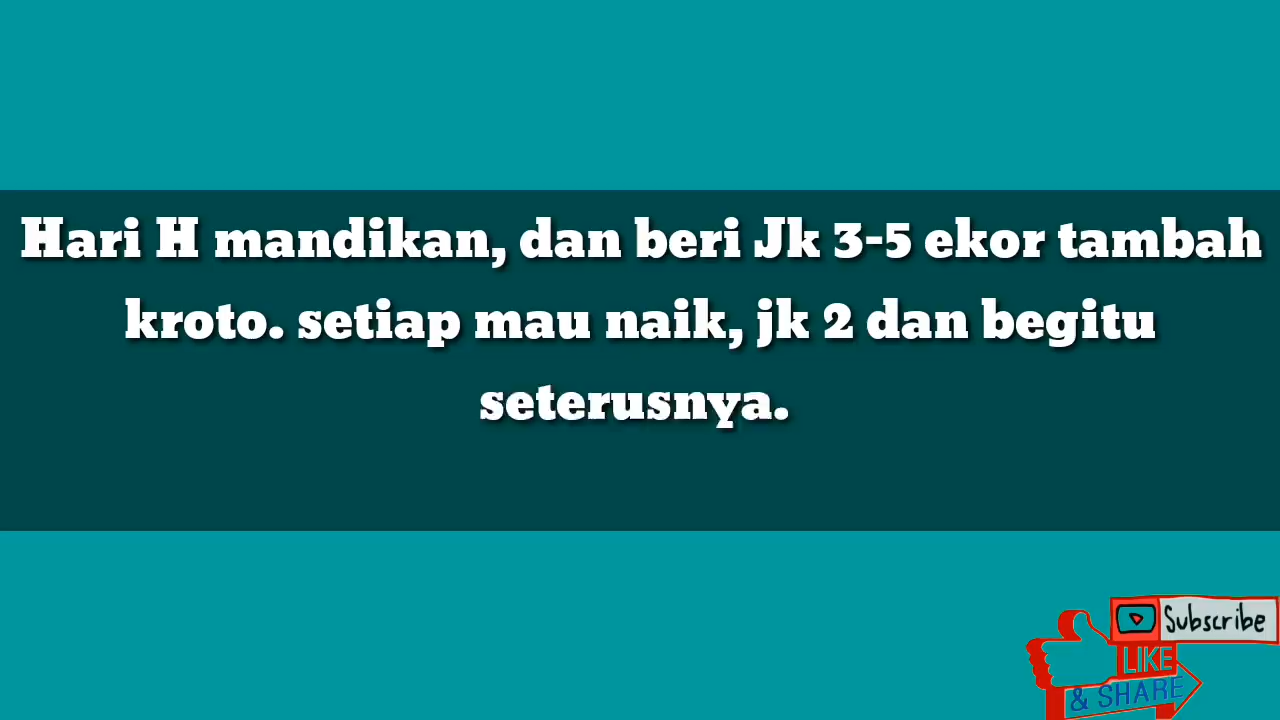 Hari H mandikan, dan beri Jk 3-5 ekor tambah
kroto. setiap mau naik, jk 2 dan begitu
seterusnya.
Subscribe
LIKE
& SHARE